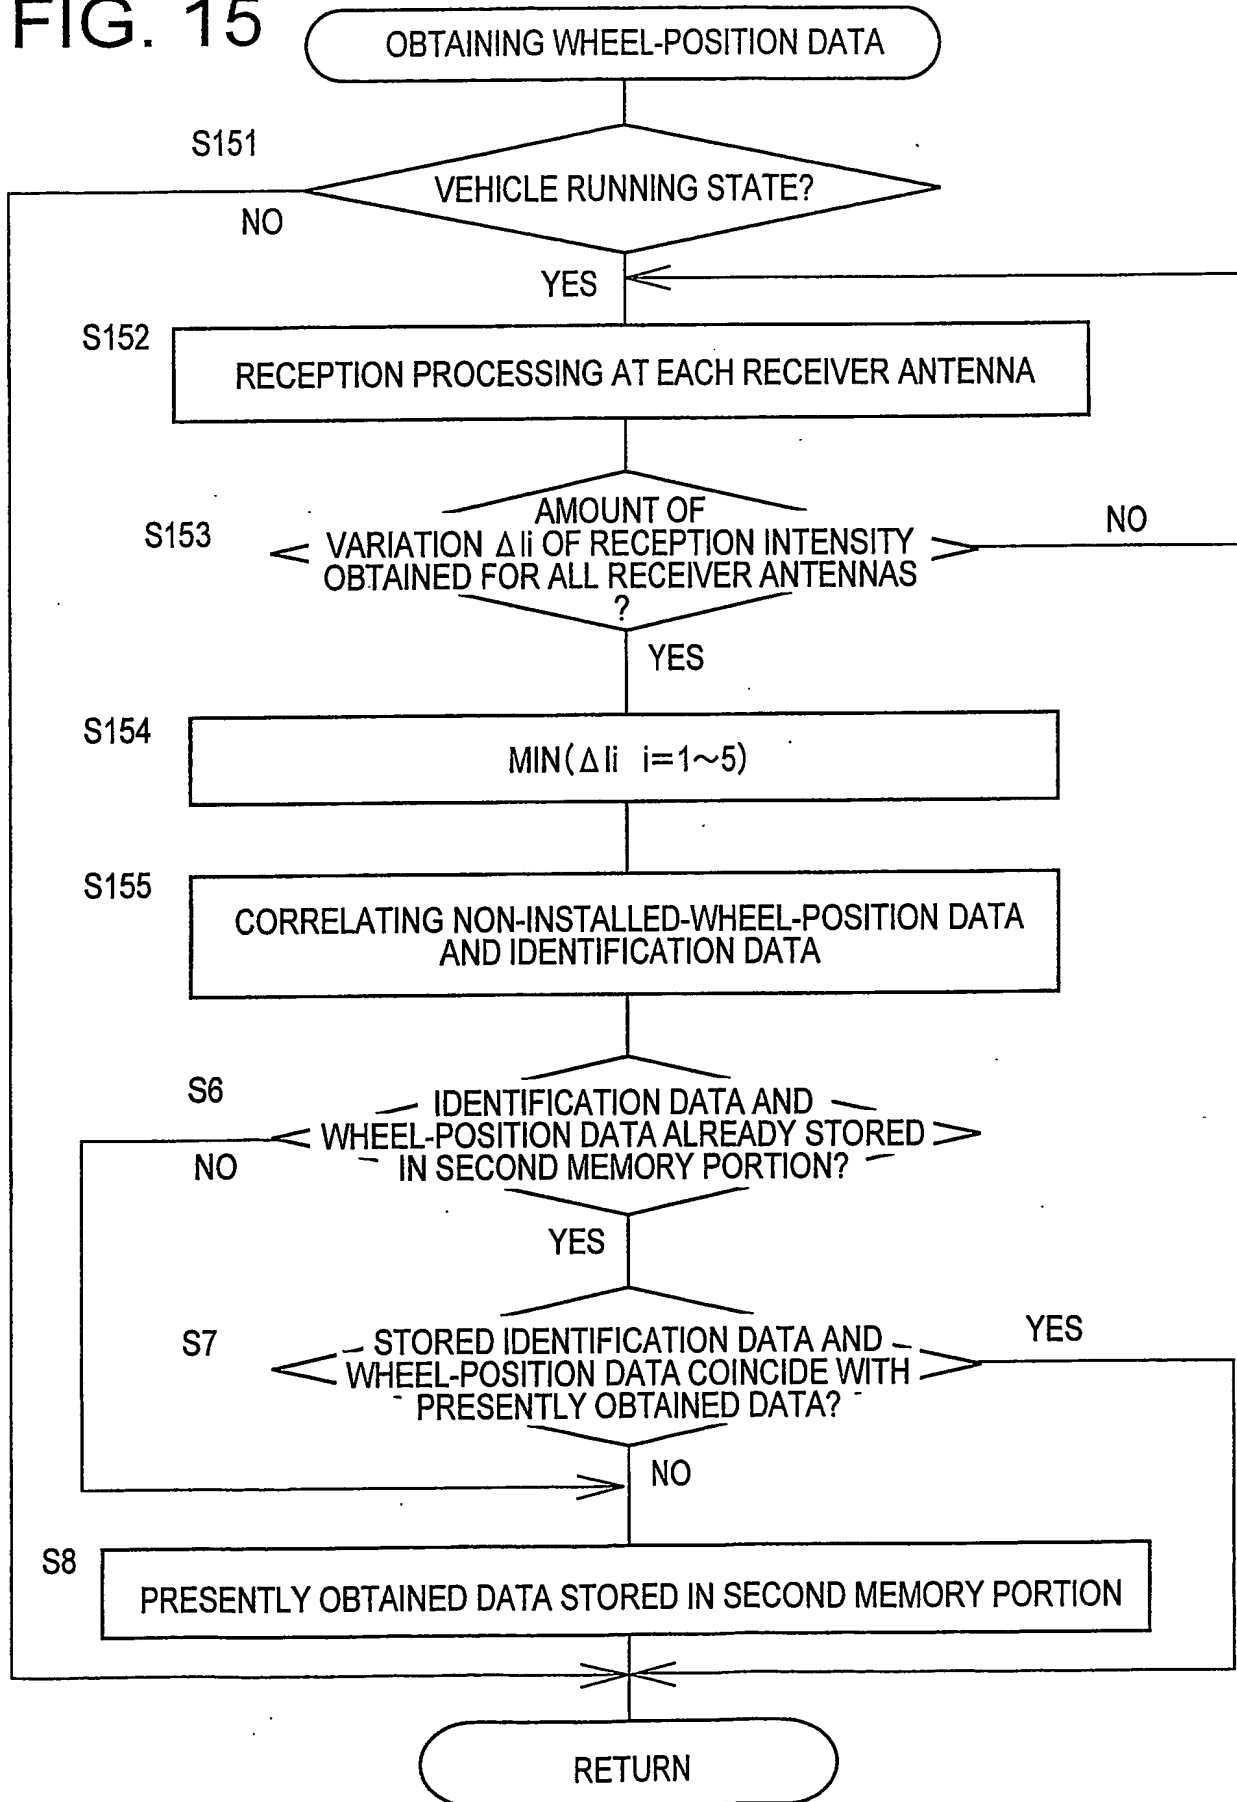 FIG. 15
OBTAINING WHEEL-POSITION DATA
S151
VEHICLE RUNNING STATE?
NO
YES
S152
RECEPTION PROCESSING AT EACH RECEIVER ANTENNA
S153
AMOUNT OF
VARIATION ΔIi OF RECEPTION INTENSITY
OBTAINED FOR ALL RECEIVER ANTENNAS
?
NO
YES
S154
MIN(ΔIi i=1~5)
S155
CORRELATING NON-INSTALLED-WHEEL-POSITION DATA
AND IDENTIFICATION DATA
S6
IDENTIFICATION DATA AND
WHEEL-POSITION DATA ALREADY STORED
IN SECOND MEMORY PORTION?
NO
YES
S7
STORED IDENTIFICATION DATA AND
WHEEL-POSITION DATA COINCIDE WITH
PRESENTLY OBTAINED DATA?
YES
NO
S8
PRESENTLY OBTAINED DATA STORED IN SECOND MEMORY PORTION
RETURN